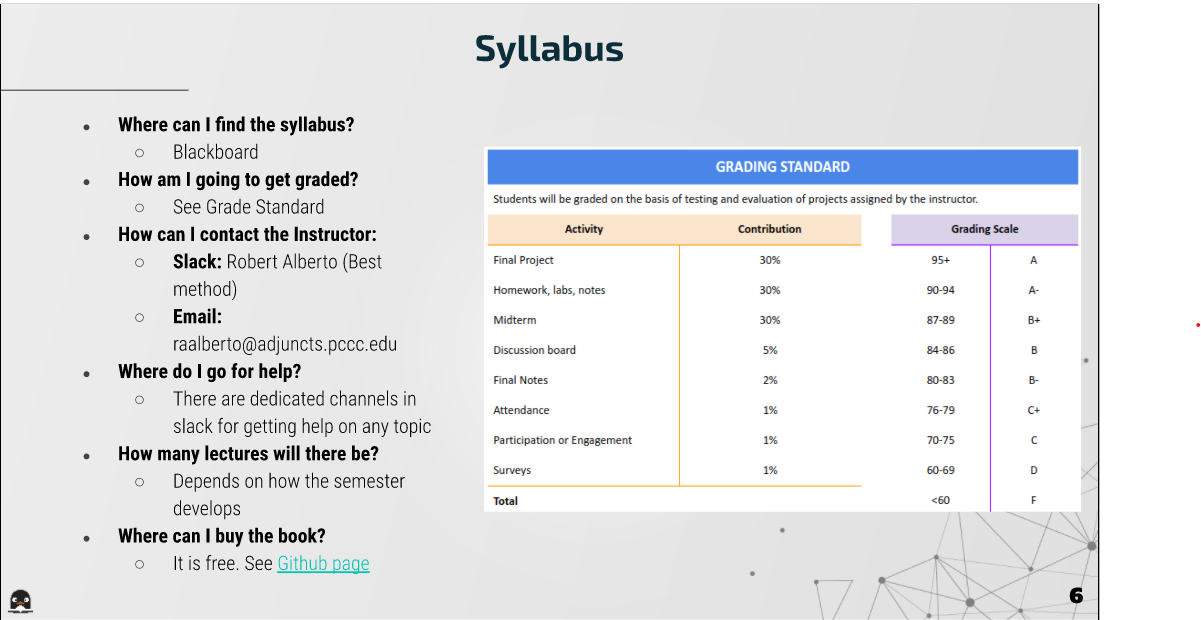 Syllabus
● Where can I find the syllabus?
○ Blackboard
● How am I going to get graded?
○ See Grade Standard
● How can I contact the Instructor:
○ Slack: Robert Alberto (Best
method)
○ Email:
raalberto@adjuncts.pccc.edu
● Where do I go for help?
○ There are dedicated channels in
slack for getting help on any topic
● How many lectures will there be?
○ Depends on how the semester
develops
● Where can I buy the book?
○ It is free. See Github page
GRADING STANDARD
Students will be graded on the basis of testing and evaluation of projects assigned by the instructor.
Activity Contribution Grading Scale
Final Project 30% 95+ A
Homework, labs, notes 30% 90-94 A-
Midterm 30% 87-89 B+
Discussion board 5% 84-86 B
Final Notes 2% 80-83 B-
Attendance 1% 76-79 C+
Participation or Engagement 1% 70-75 C
Surveys 1% 60-69 D
Total <60 F
6